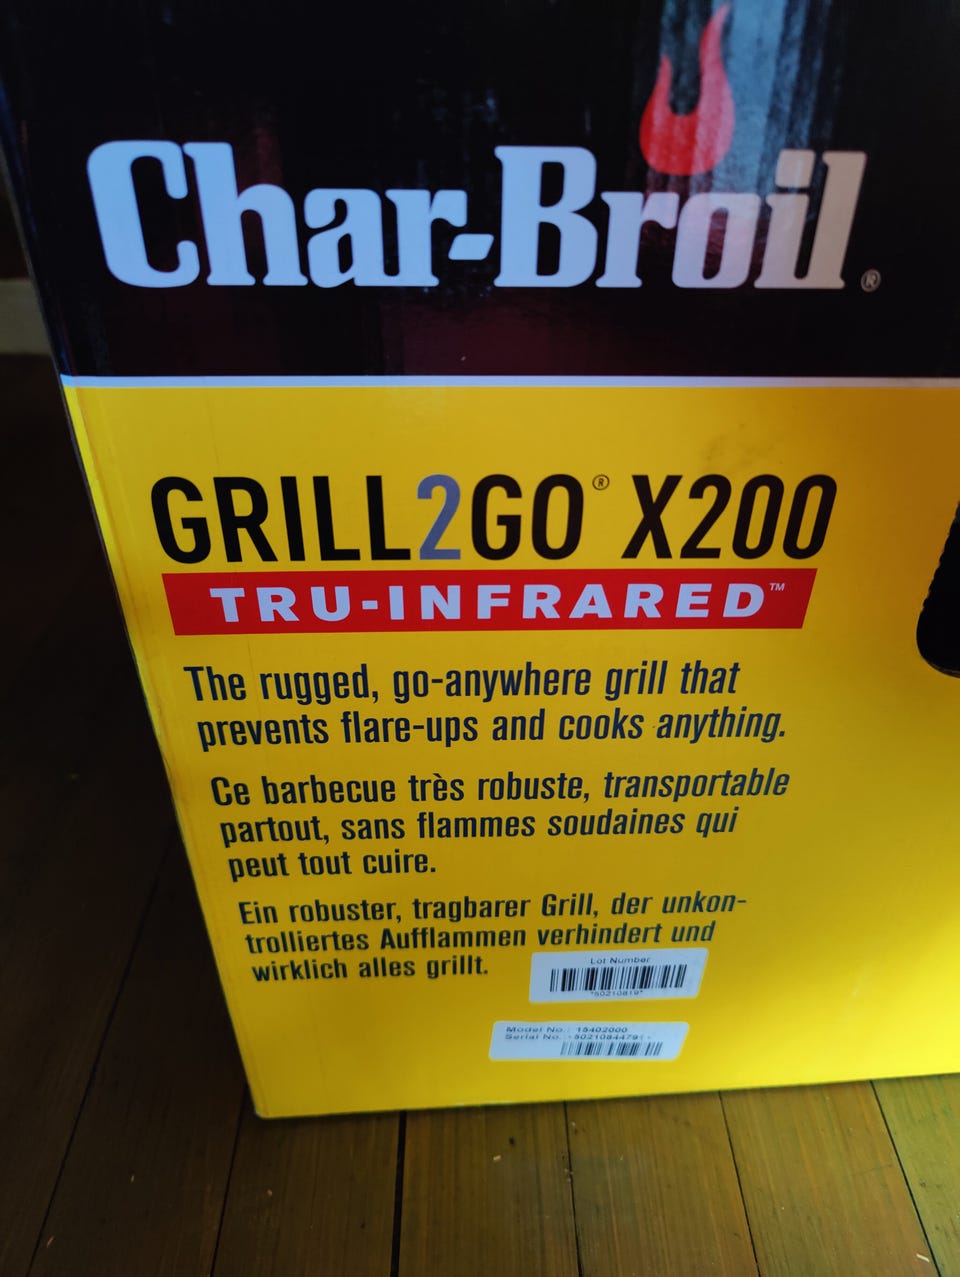 Char-Broil®
GRILL2GO® X200
TRU-INFRARED™
The rugged, go-anywhere grill that
prevents flare-ups and cooks anything.
Ce barbecue très robuste, transportable
partout, sans flammes soudaines qui
peut tout cuire.
Ein robuster, tragbarer Grill, der unkon-
trolliertes Aufflammen verhindert und
wirklich alles grillt.
Lot Number
*50210819*
Model No.: 15402000
Serial No.: